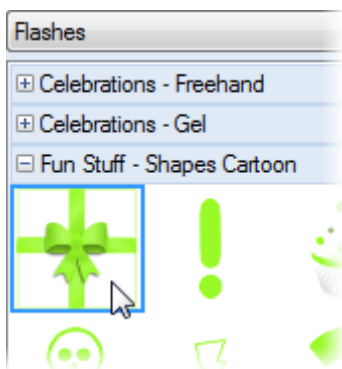 Flashes
Celebrations - Freehand
Celebrations - Gel
Fun Stuff - Shapes Cartoon